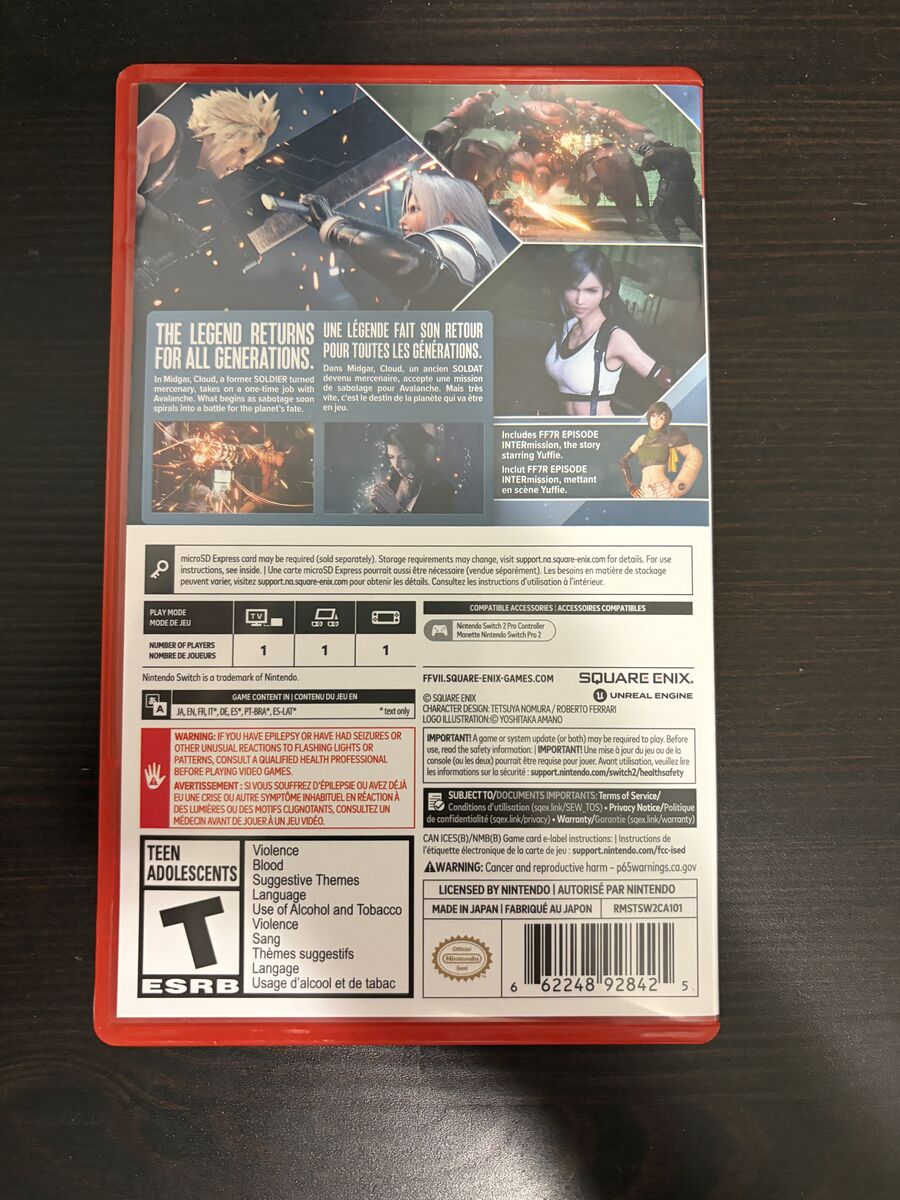 THE LEGEND RETURNS
FOR ALL GENERATIONS.
In Midgar, Cloud, a former SOLDIER turned
mercenary, takes on a one-time job with
Avalanche. What begins as sabotage soon
spirals into a battle for the planet's fate.
UNE LÉGENDE FAIT SON RETOUR
POUR TOUTES LES GÉNÉRATIONS.
Dans Midgar, Cloud, un ancien SOLDAT
devenu mercenaire, accepte une mission
de sabotage pour Avalanche. Mais très
vite, c'est le destin de la planète qui va être
en jeu.
Includes FF7R EPISODE
INTERmission, the story
starring Yuffie.
Inclut FF7R EPISODE
INTERmission, mettant
en scène Yuffie.
microSD Express card may be required (sold separately). Storage requirements may change, visit support.na.square-enix.com for details. For use
instructions, see inside. | Une carte microSD Express pourrait aussi être nécessaire (vendue séparément). Les besoins en matière de stockage
peuvent varier, visitez support.na.square-enix.com pour obtenir les détails. Consultez les instructions d'utilisation à l'intérieur.
PLAY MODE
MODE DE JEU
TV
NUMBER OF PLAYERS
NOMBRE DE JOUEURS
1 1 1
COMPATIBLE ACCESSORIES | ACCESSOIRES COMPATIBLES
Nintendo Switch 2 Pro Controller
Manette Nintendo Switch Pro 2
Nintendo Switch is a trademark of Nintendo.
GAME CONTENT IN | CONTENU DU JEU EN
あ A
JA, EN, FR, IT*, DE, ES*, PT-BRA*, ES-LAT* *text only
WARNING: IF YOU HAVE EPILEPSY OR HAVE HAD SEIZURES OR
OTHER UNUSUAL REACTIONS TO FLASHING LIGHTS OR
PATTERNS, CONSULT A QUALIFIED HEALTH PROFESSIONAL
BEFORE PLAYING VIDEO GAMES.
AVERTISSEMENT : SI VOUS SOUFFREZ D'ÉPILEPSIE OU AVEZ DÉJÀ
EU UNE CRISE OU AUTRE SYMPTÔME INHABITUEL EN RÉACTION À
DES LUMIÈRES OU DES MOTIFS CLIGNOTANTS, CONSULTEZ UN
MÉDECIN AVANT DE JOUER À UN JEU VIDÉO.
TEEN
ADOLESCENTS
T
ESRB
Violence
Blood
Suggestive Themes
Language
Use of Alcohol and Tobacco
Violence
Sang
Thèmes suggestifs
Langage
Usage d'alcool et de tabac
FFVII.SQUARE-ENIX-GAMES.COM
SQUARE ENIX.
UNREAL ENGINE
© SQUARE ENIX
CHARACTER DESIGN: TETSUYA NOMURA / ROBERTO FERRARI
LOGO ILLUSTRATION:© YOSHITAKA AMANO
IMPORTANT! A game or system update (or both) may be required to play. Before
use, read the safety information: | IMPORTANT! Une mise à jour du jeu ou de la
console (ou les deux) pourrait être requise pour jouer. Avant utilisation, veuillez lire
les informations sur la sécurité : support.nintendo.com/switch2/healthsafety
SUBJECT TO/DOCUMENTS IMPORTANTS: Terms of Service/
Conditions d'utilisation (sqex.link/SEW_TOS) • Privacy Notice/Politique
de confidentialité (sqex.link/privacy) • Warranty/Garantie (sqex.link/warranty)
CAN ICES(B)/NMB(B) Game card e-label instructions: | Instructions de
l'étiquette électronique de la carte de jeu : support.nintendo.com/fcc-ised
WARNING: Cancer and reproductive harm – p65warnings.ca.gov
LICENSED BY NINTENDO | AUTORISÉ PAR NINTENDO
MADE IN JAPAN | FABRIQUÉ AU JAPON
RMSTSW2CA101
Official
Nintendo
Seal
6 62248 92842 5